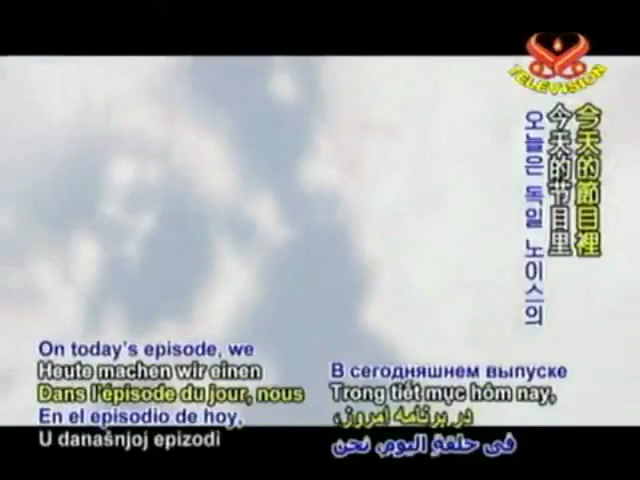 TELEVISION
今天的節目裡
今天的节目里
오늘은 독일 노이스의
On today's episode, we
Heute machen wir einen
Dans l'épisode du jour, nous
En el episodio de hoy,
U današnjoj epizodi
В сегодняшнем выпуске
Trong tiết mục hôm nay,
در برنامه امروز،
في حلقة اليوم، نحن